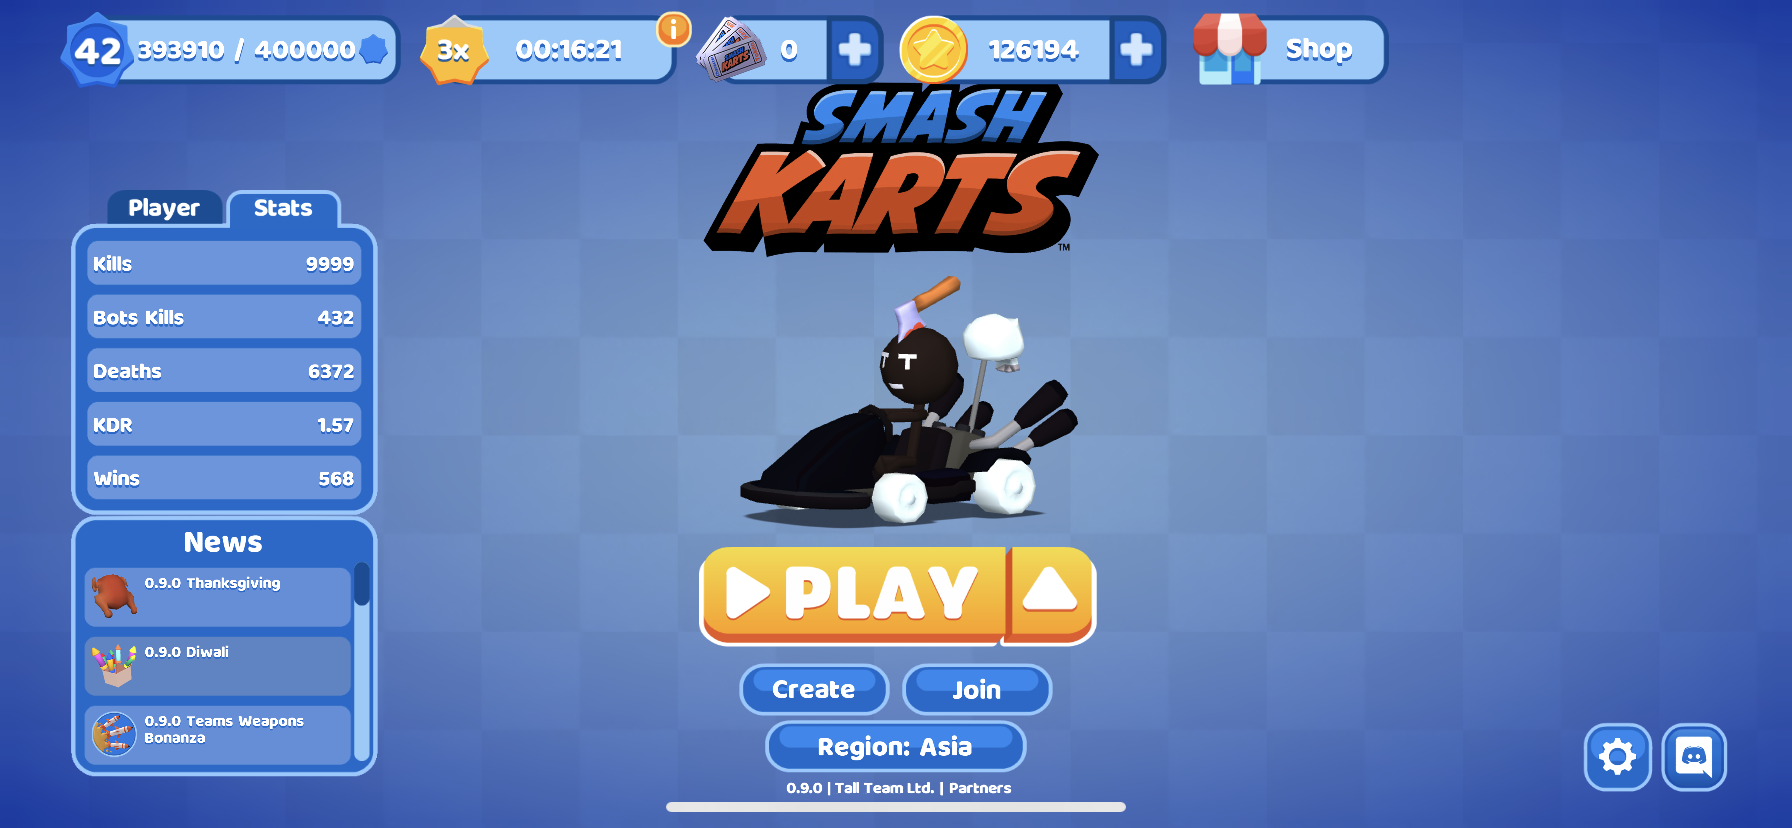 42
393910 / 400000
3x
00:16:21
i
SMASH KARTS
0
126194
Shop
SMASH
KARTS
TM
Player
Stats
Kills 9999
Bots Kills 432
Deaths 6372
KDR 1.57
Wins 568
News
0.9.0 Thanksgiving
0.9.0 Diwali
0.9.0 Teams Weapons
Bonanza
PLAY
Create
Join
Region: Asia
0.9.0 | Tall Team Ltd. | Partners